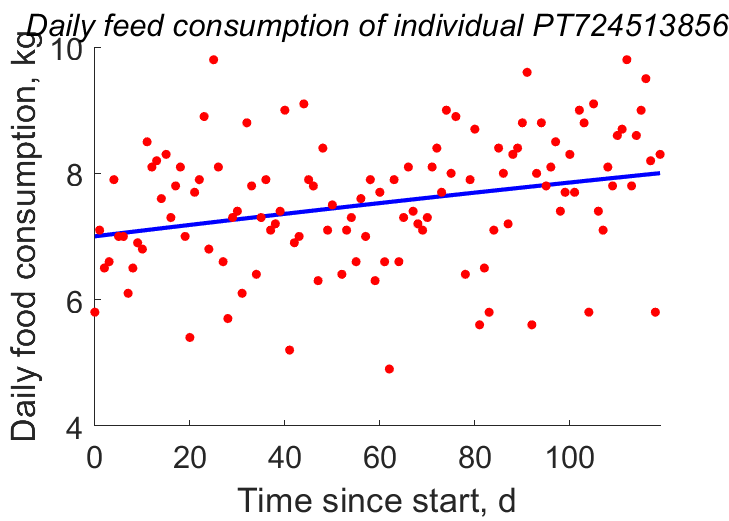 Daily feed consumption of individual PT724513856
Daily food consumption, kg
10
8
6
4
0 20 40 60 80 100
Time since start, d